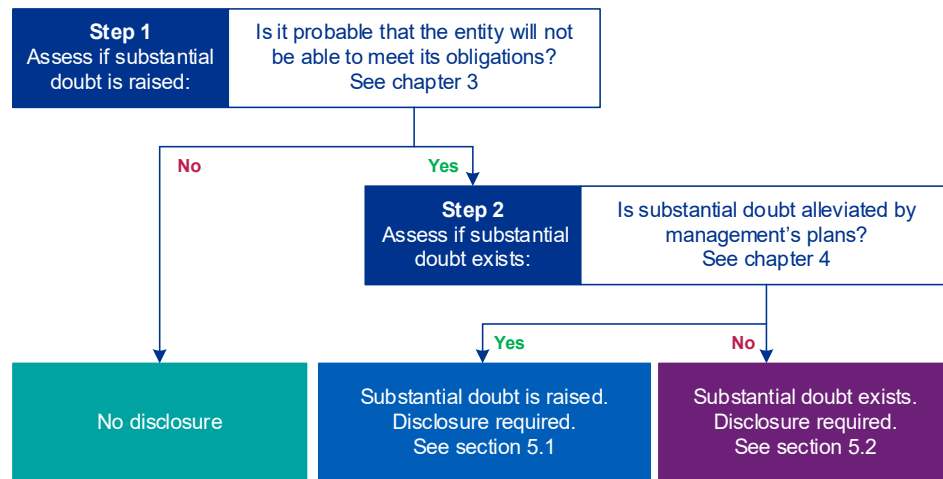 Step 1
Assess if substantial
doubt is raised:
Is it probable that the entity will not
be able to meet its obligations?
See chapter 3
No
Yes
Step 2
Assess if substantial
doubt exists:
Is substantial doubt alleviated by
management’s plans?
See chapter 4
Yes
No
No disclosure
Substantial doubt is raised.
Disclosure required.
See section 5.1
Substantial doubt exists.
Disclosure required.
See section 5.2